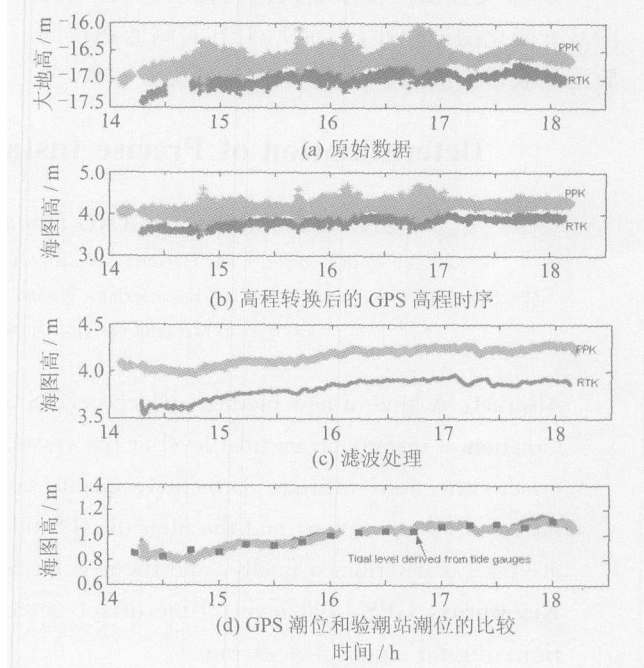 大地高 / m
-16.0
-16.5
-17.0
-17.5
PPK
RTK
14 15 16 17 18
(a) 原始数据
海图高 / m
5.0
4.0
3.0
PPK
RTK
14 15 16 17 18
(b) 高程转换后的 GPS 高程时序
海图高 / m
4.5
4.0
3.5
PPK
RTK
14 15 16 17 18
(c) 滤波处理
海图高 / m
1.4
1.2
1.0
0.8
0.6
Tidal level derived from tide gauges
14 15 16 17 18
(d) GPS 潮位和验潮站潮位的比较
时间 / h